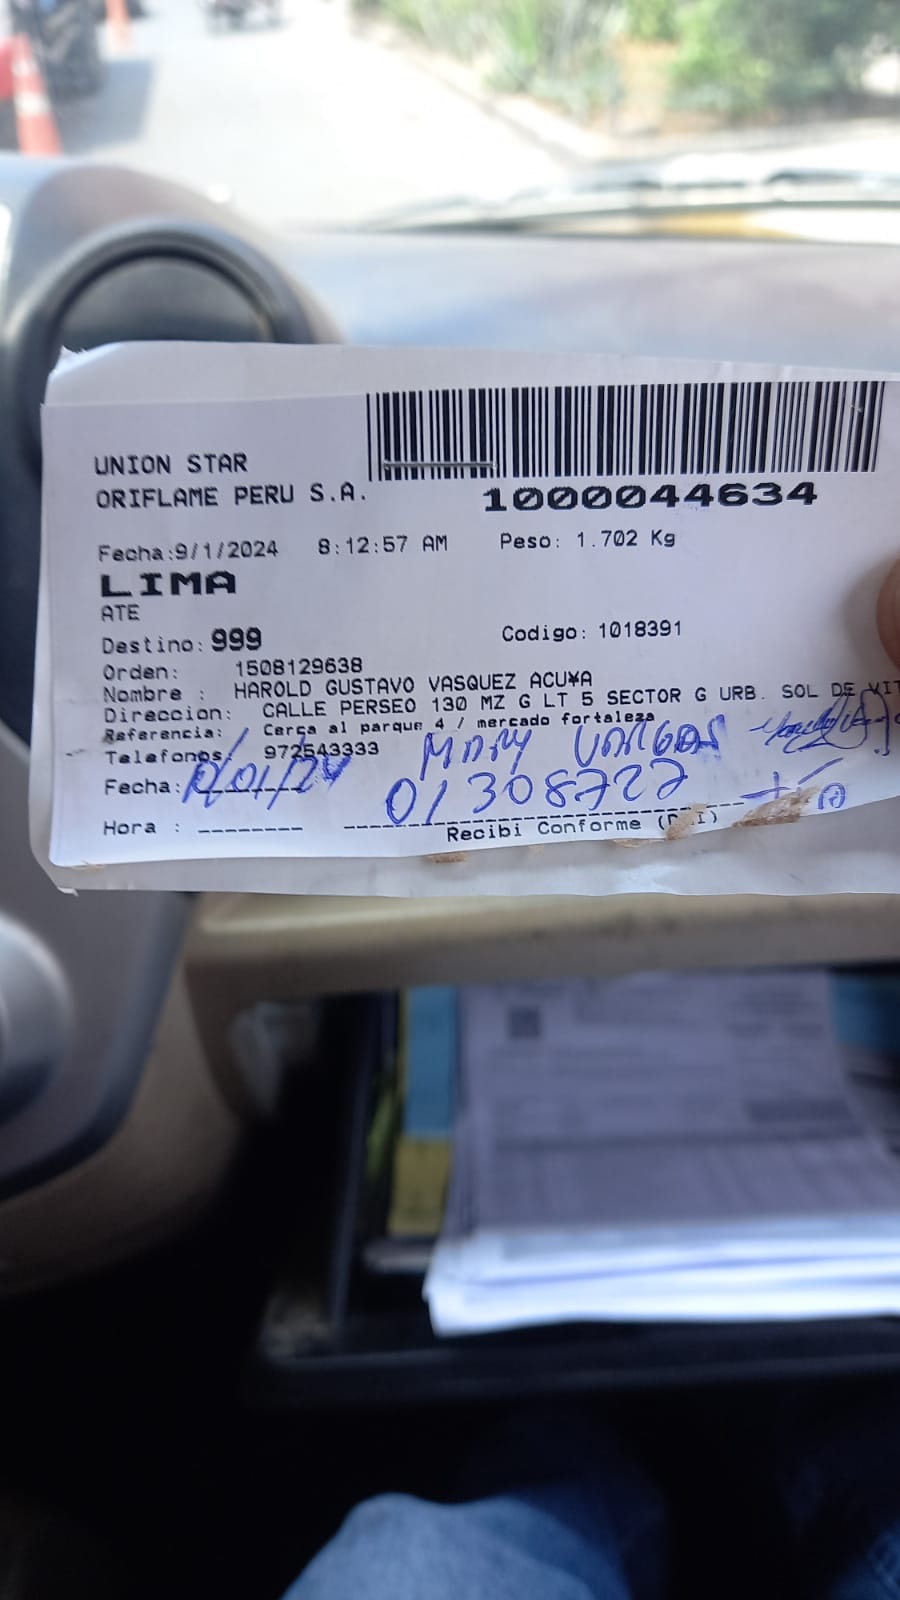 UNION STAR
ORIFLAME PERU S.A.
1000044634
Fecha:9/1/2024 8:12:57 AM Peso: 1.702 Kg
LIMA
ATE
Destino: 999 Codigo: 1018391
Orden: 1508129638
Nombre : HAROLD GUSTAVO VASQUEZ ACU¥A
Direccion: CALLE PERSEO 130 MZ G LT 5 SECTOR G URB. SOL DE VIT
Referencia: Cerca al parque 4 / mercado fortaleza
Telefonos: 972543333 MARY VARGAS
Fecha: 01308727
Hora :
Recibi Conforme